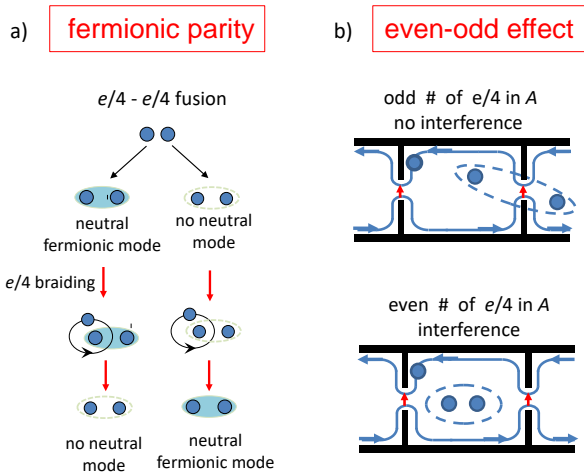 a)
fermionic parity
e/4 - e/4 fusion
neutral
fermionic mode
no neutral
mode
e/4 braiding
no neutral
mode
neutral
fermionic mode
b)
even-odd effect
odd # of e/4 in A
no interference
even # of e/4 in A
interference